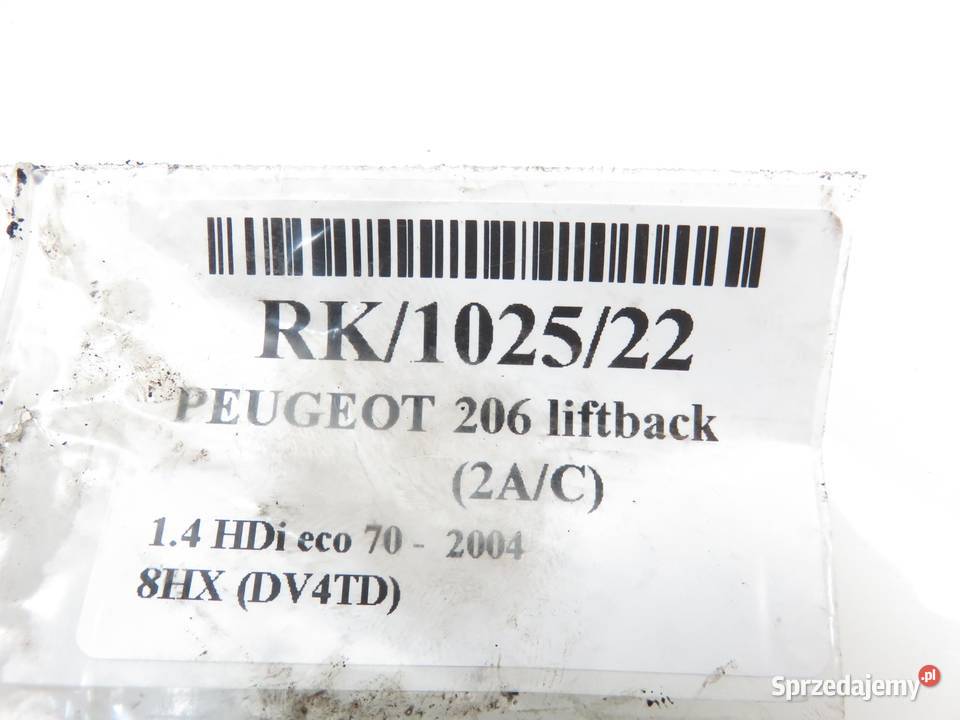 RK/1025/22
PEUGEOT 206 liftback
(2A/C)
1.4 HDi eco 70 - 2004
8HX (DV4TD)
Sprzedajemy.pl